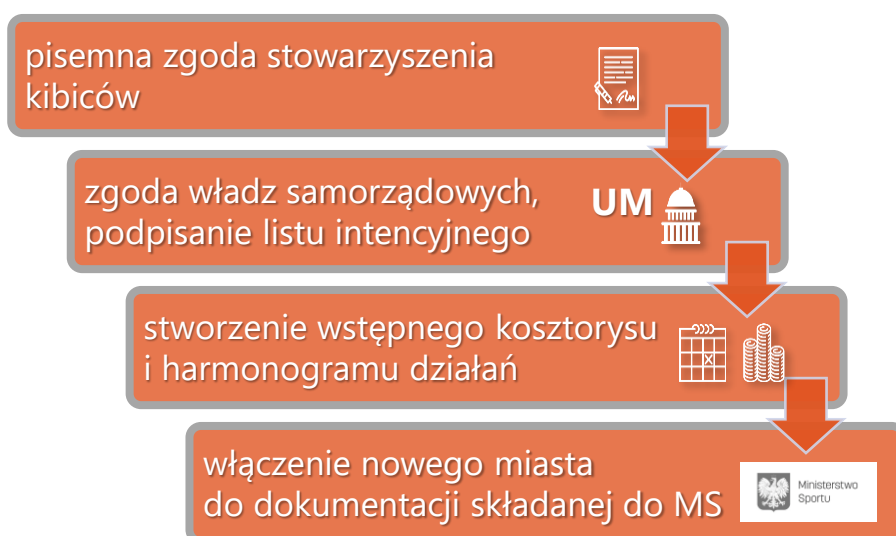 pisemna zgoda stowarzyszenia
kibiców
zgoda władz samorządowych,
podpisanie listu intencyjnego
UM
stworzenie wstępnego kosztorysu
i harmonogramu działań
włączenie nowego miasta
do dokumentacji składanej do MS
Ministerstwo
Sportu